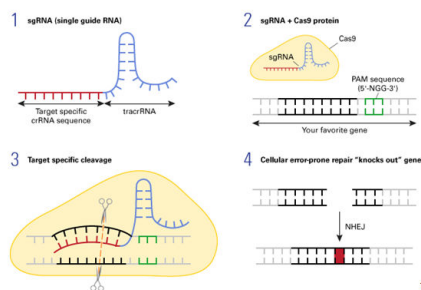 1 sgRNA (single guide RNA)
Target specific
crRNA sequence
tracrRNA
2 sgRNA + Cas9 protein
Cas9
sgRNA
PAM sequence
(5'-NGG-3')
Your favorite gene
3 Target specific cleavage
4 Cellular error-prone repair "knocks out" gene
NHEJ